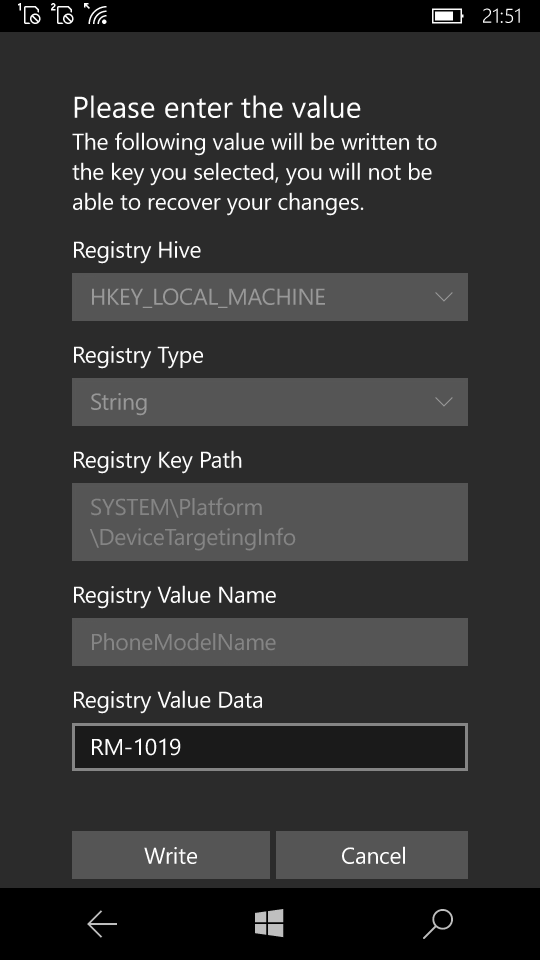 1 2 21:51
Please enter the value
The following value will be written to
the key you selected, you will not be
able to recover your changes.
Registry Hive
HKEY_LOCAL_MACHINE
Registry Type
String
Registry Key Path
SYSTEM\Platform
\DeviceTargetingInfo
Registry Value Name
PhoneModelName
Registry Value Data
RM-1019
Write Cancel